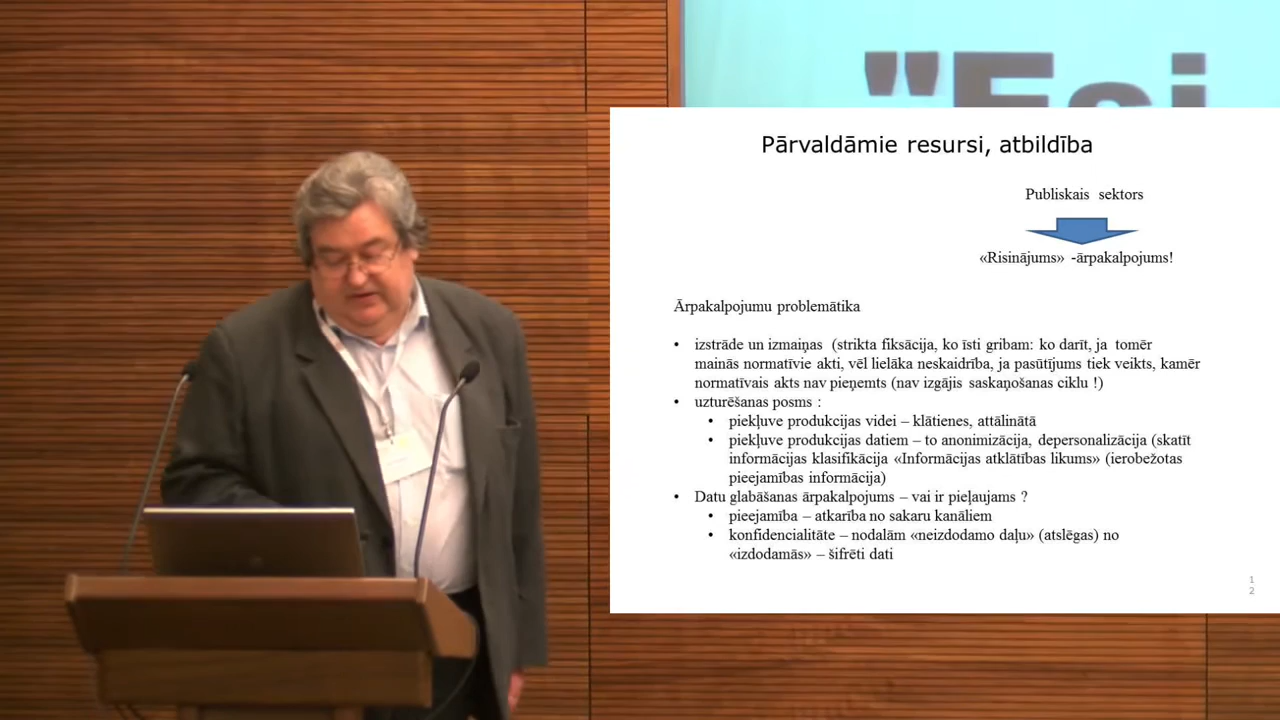 "Esi
Pārvaldāmie resursi, atbildība
Publiskais sektors
«Risinājums» -ārpakalpojums!
Ārpakalpojumu problemātika
• izstrāde un izmaiņas (strikta fiksācija, ko īsti gribam: ko darīt, ja tomēr
mainās normatīvie akti, vēl lielāka neskaidrība, ja pasūtījums tiek veikts, kamēr
normatīvais akts nav pieņemts (nav izgājis saskaņošanas ciklu !)
• uzturēšanas posms :
• piekļuve produkcijas videi – klātienes, attālinātā
• piekļuve produkcijas datiem – to anonimizācija, depersonalizācija (skatīt
informācijas klasifikācija «Informācijas atklātības likums» (ierobežotas
pieejamības informācija)
• Datu glabāšanas ārpakalpojums – vai ir pieļaujams ?
• pieejamība – atkarība no sakaru kanāliem
• konfidencialitāte – nodalām «neizdodamo daļu» (atslēgas) no
«izdodamās» – šifrēti dati
1
2